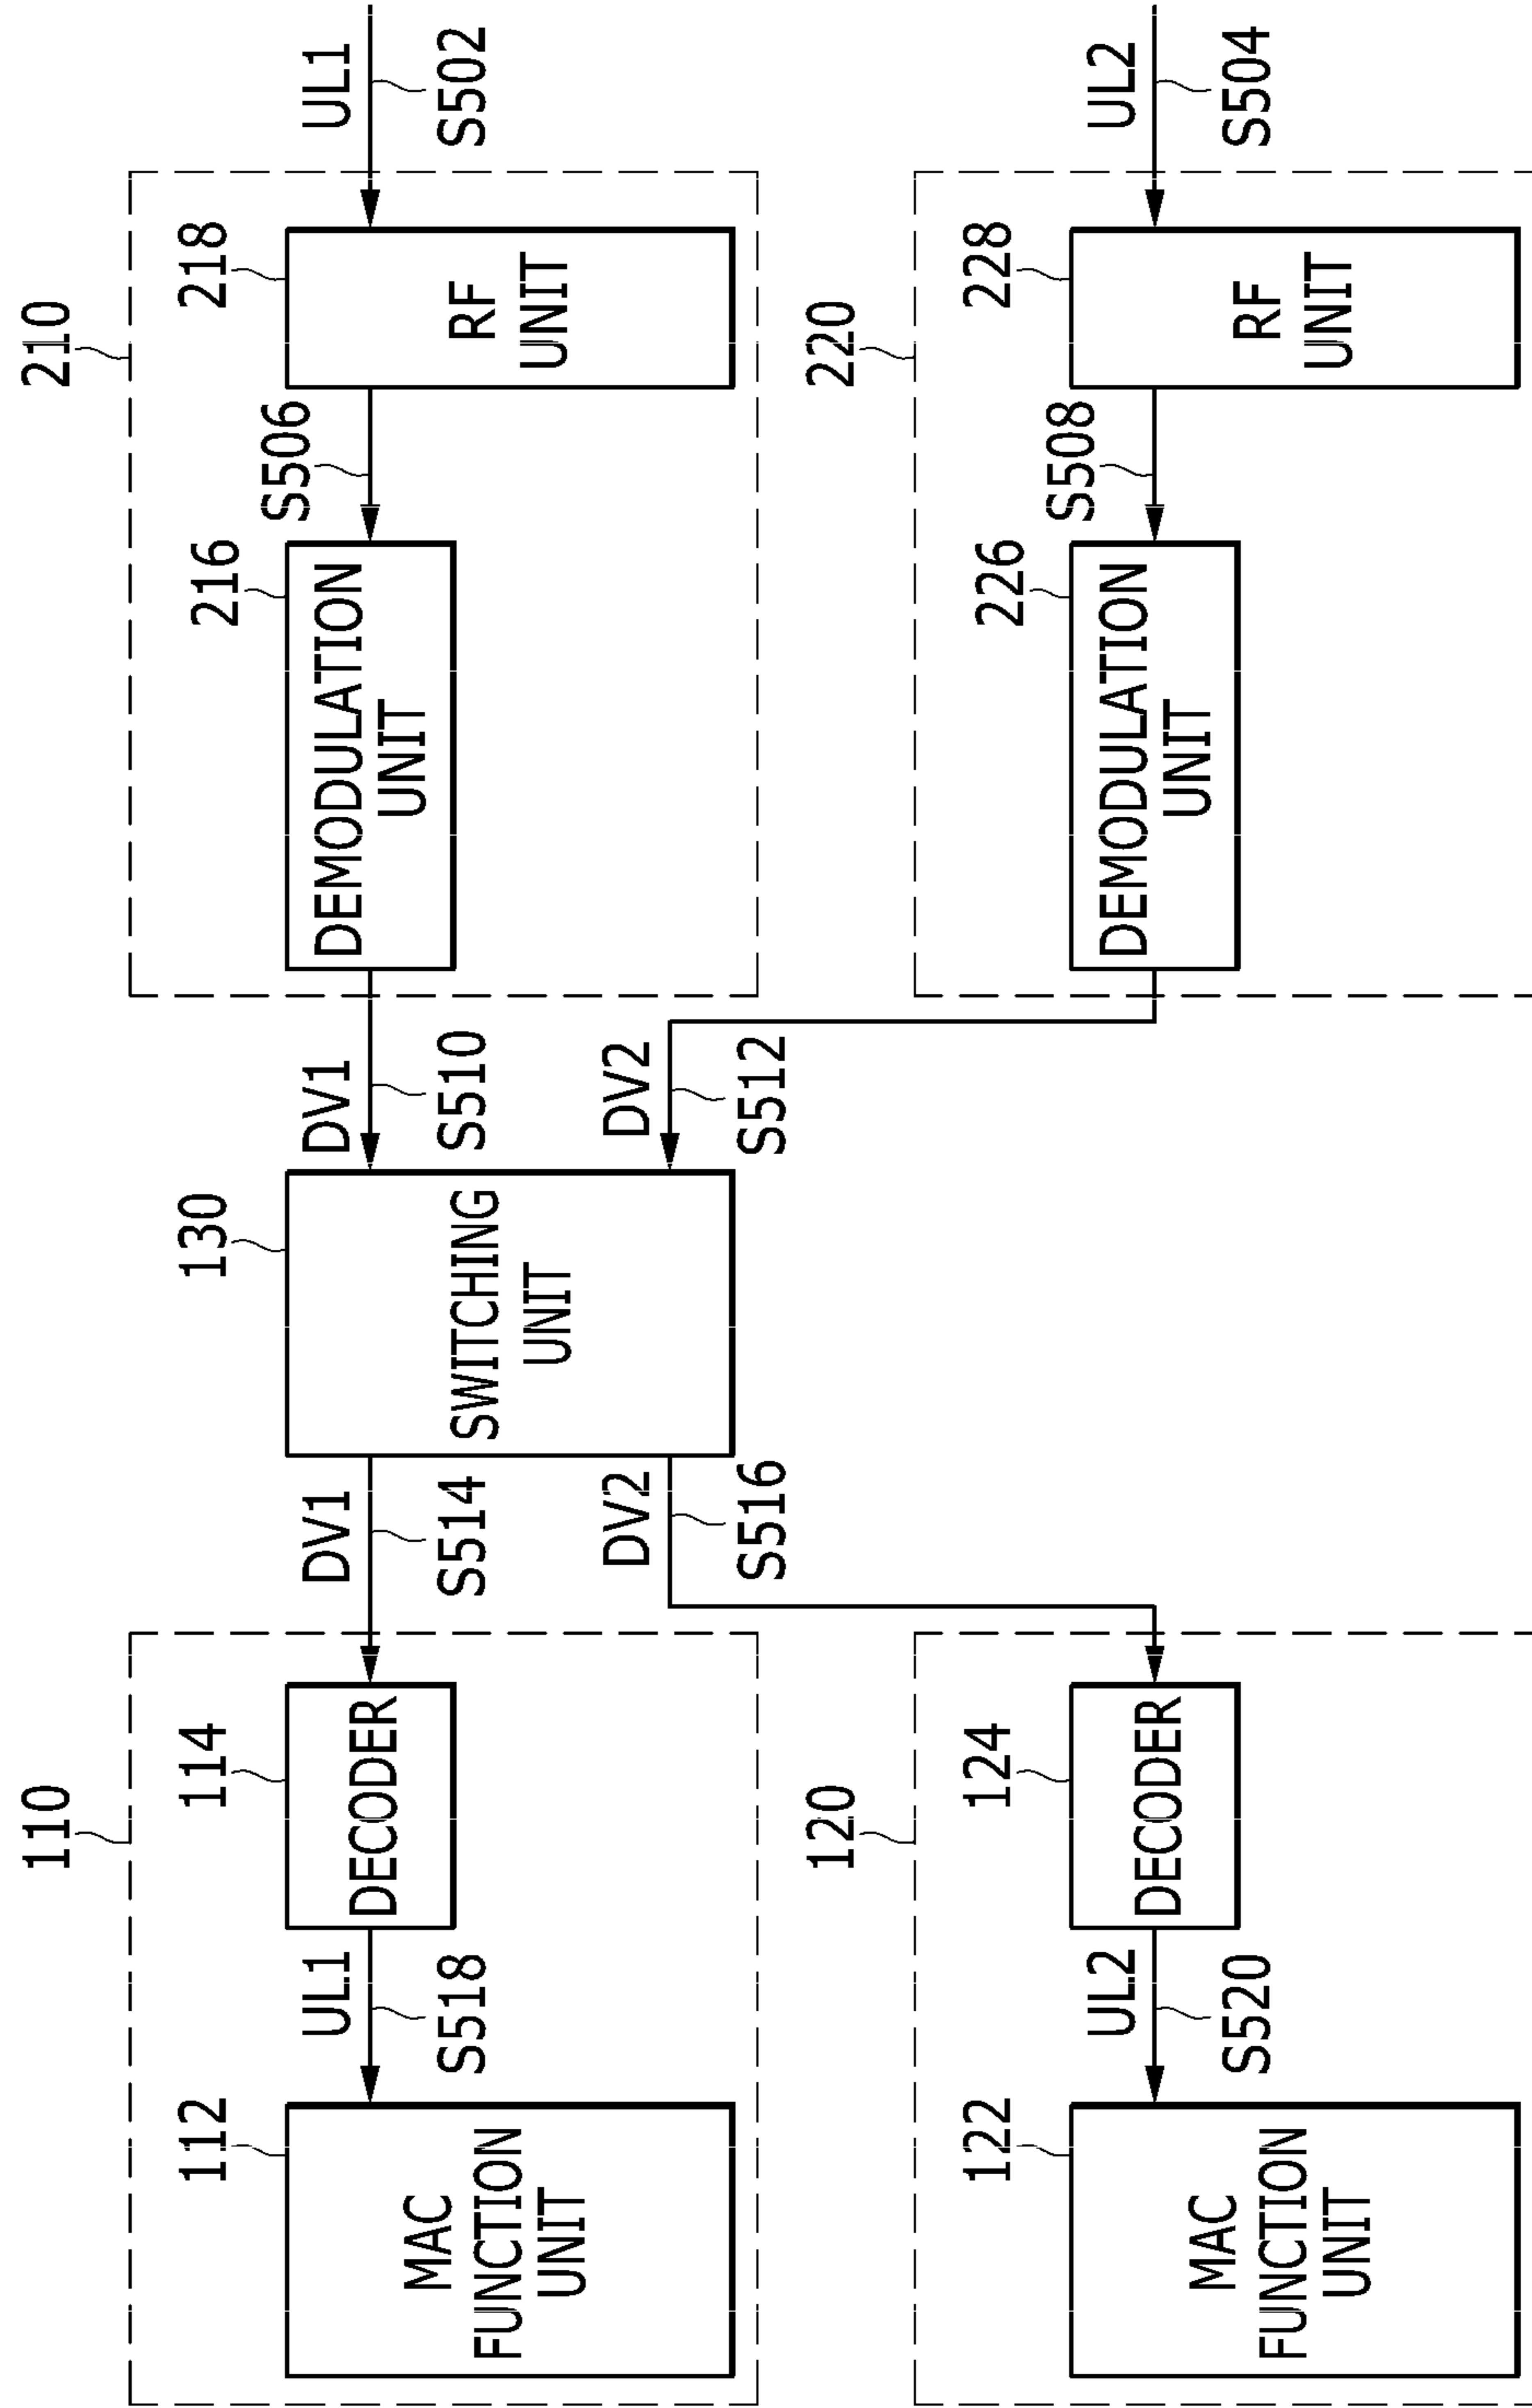 110
112
MAC
FUNCTION
UNIT
UL1
S518
114
DECODER
DV1
S514
DV2
S516
130
SWITCHING
UNIT
DV1
S510
DV2
S512
210
216
DEMODULATION
UNIT
S506
218
RF
UNIT
UL1
S502
120
122
MAC
FUNCTION
UNIT
UL2
S520
124
DECODER
220
226
DEMODULATION
UNIT
S508
228
RF
UNIT
UL2
S504